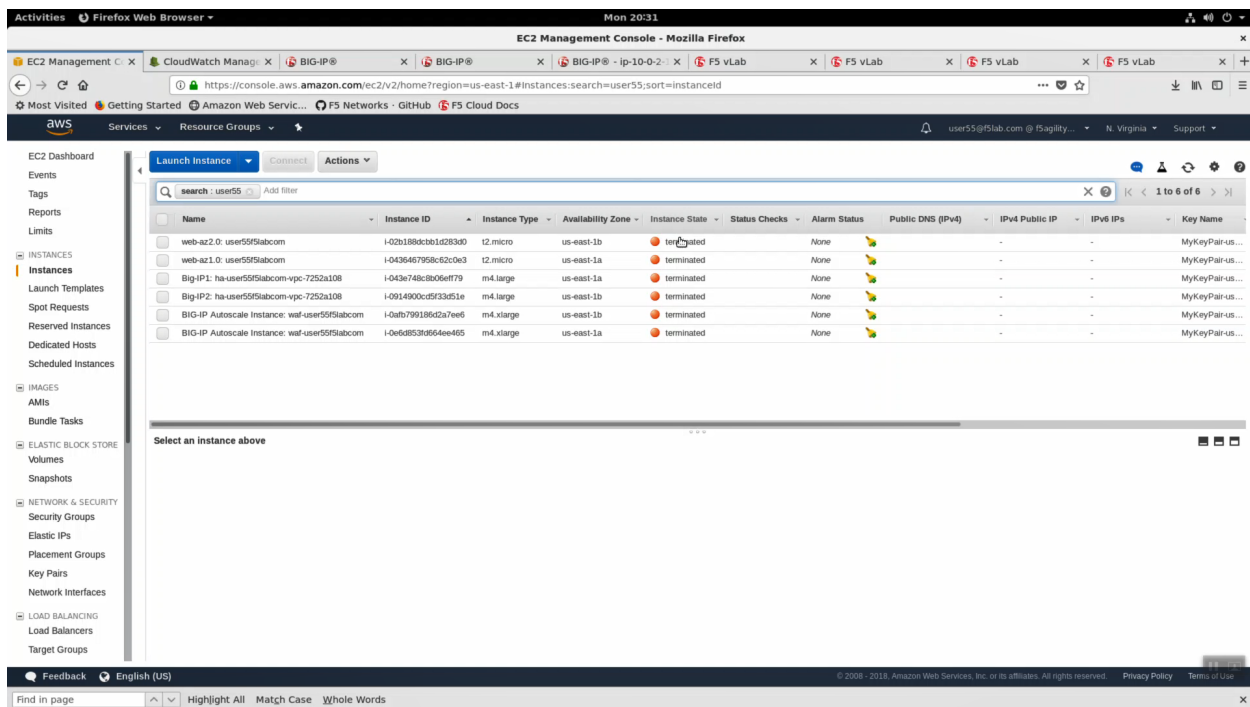 Activities Firefox Web Browser Mon 20:31
EC2 Management Console - Mozilla Firefox
EC2 Management C CloudWatch Manage BIG-IP® BIG-IP® BIG-IP® - ip-10-0-2- F5 vLab F5 vLab F5 vLab F5 vLab
https://console.aws.amazon.com/ec2/v2/home?region=us-east-1#Instances:search=user55;sort=instanceId
Most Visited Getting Started Amazon Web Servic... F5 Networks · GitHub F5 Cloud Docs
aws Services Resource Groups user55@f5lab.com @ f5agility... N. Virginia Support
EC2 Dashboard
Events
Tags
Reports
Limits
INSTANCES
Instances
Launch Templates
Spot Requests
Reserved Instances
Dedicated Hosts
Scheduled Instances
IMAGES
AMIs
Bundle Tasks
ELASTIC BLOCK STORE
Volumes
Snapshots
NETWORK & SECURITY
Security Groups
Elastic IPs
Placement Groups
Key Pairs
Network Interfaces
LOAD BALANCING
Load Balancers
Target Groups
Launch Instance Connect Actions
search : user55 Add filter 1 to 6 of 6
Name Instance ID Instance Type Availability Zone Instance State Status Checks Alarm Status Public DNS (IPv4) IPv4 Public IP IPv6 IPs Key Name
web-az2.0: user55f5labcom i-02b188dcbb1d283d0 t2.micro us-east-1b terminated None - - MyKeyPair-us...
web-az1.0: user55f5labcom i-0436467958c62c0e3 t2.micro us-east-1a terminated None - - MyKeyPair-us...
Big-IP1: ha-user55f5labcom-vpc-7252a108 i-043e748c8b06eff79 m4.large us-east-1a terminated None - - MyKeyPair-us...
Big-IP2: ha-user55f5labcom-vpc-7252a108 i-0914900cd5f33d51e m4.large us-east-1b terminated None - - MyKeyPair-us...
BIG-IP Autoscale Instance: waf-user55f5labcom i-0afb799186d2a7ee6 m4.xlarge us-east-1b terminated None - - MyKeyPair-us...
BIG-IP Autoscale Instance: waf-user55f5labcom i-0e6d853fd664ee465 m4.xlarge us-east-1a terminated None - - MyKeyPair-us...
Select an instance above
Feedback English (US) © 2008 - 2018, Amazon Web Services, Inc. or its affiliates. All rights reserved. Privacy Policy Terms of Use
Find in page Highlight All Match Case Whole Words